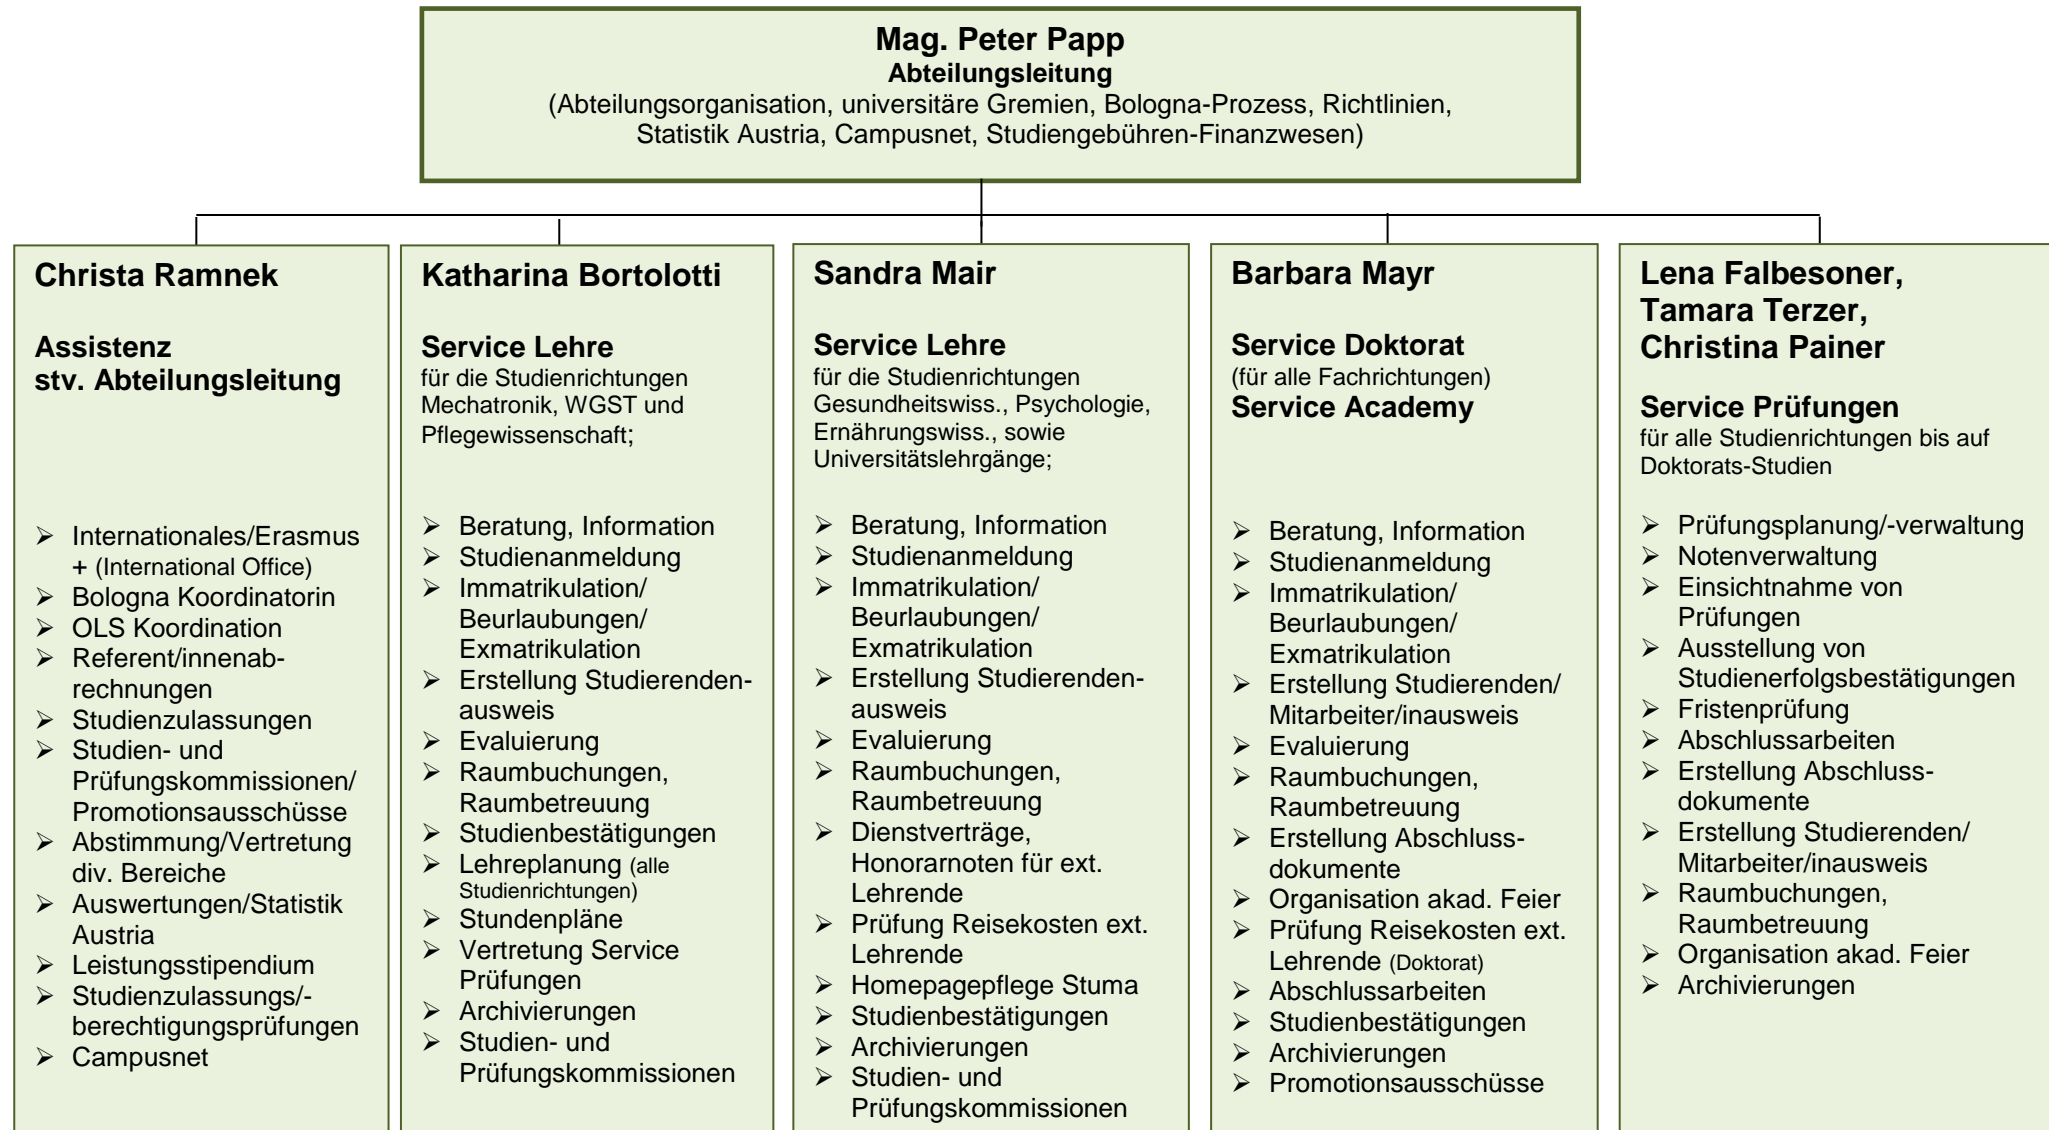 Mag. Peter Papp
Abteilungsleitung
(Abteilungsorganisation, universitäre Gremien, Bologna-Prozess, Richtlinien,
Statistik Austria, Campusnet, Studiengebühren-Finanzwesen)
Christa Ramnek
Assistenz
stv. Abteilungsleitung
➢ Internationales/Erasmus
+ (International Office)
➢ Bologna Koordinatorin
➢ OLS Koordination
➢ Referent/innenab-
rechnungen
➢ Studienzulassungen
➢ Studien- und
Prüfungskommissionen/
Promotionsausschüsse
➢ Abstimmung/Vertretung
div. Bereiche
➢ Auswertungen/Statistik
Austria
➢ Leistungsstipendium
➢ Studienzulassungs/-
berechtigungsprüfungen
➢ Campusnet
Katharina Bortolotti
Service Lehre
für die Studienrichtungen
Mechatronik, WGST und
Pflegewissenschaft;
➢ Beratung, Information
➢ Studienanmeldung
➢ Immatrikulation/
Beurlaubungen/
Exmatrikulation
➢ Erstellung Studierenden-
ausweis
➢ Evaluierung
➢ Raumbuchungen,
Raumbetreuung
➢ Studienbestätigungen
➢ Lehreplanung (alle
Studienrichtungen)
➢ Stundenpläne
➢ Vertretung Service
Prüfungen
➢ Archivierungen
➢ Studien- und
Prüfungskommissionen
Sandra Mair
Service Lehre
für die Studienrichtungen
Gesundheitswiss., Psychologie,
Ernährungswiss., sowie
Universitätslehrgänge;
➢ Beratung, Information
➢ Studienanmeldung
➢ Immatrikulation/
Beurlaubungen/
Exmatrikulation
➢ Erstellung Studierenden-
ausweis
➢ Evaluierung
➢ Raumbuchungen,
Raumbetreuung
➢ Dienstverträge,
Honorarnoten für ext.
Lehrende
➢ Prüfung Reisekosten ext.
Lehrende
➢ Homepagepflege Stuma
➢ Studienbestätigungen
➢ Archivierungen
➢ Studien- und
Prüfungskommissionen
Barbara Mayr
Service Doktorat
(für alle Fachrichtungen)
Service Academy
➢ Beratung, Information
➢ Studienanmeldung
➢ Immatrikulation/
Beurlaubungen/
Exmatrikulation
➢ Erstellung Studierenden/
Mitarbeiter/inausweis
➢ Evaluierung
➢ Raumbuchungen,
Raumbetreuung
➢ Erstellung Abschluss-
dokumente
➢ Organisation akad. Feier
➢ Prüfung Reisekosten ext.
Lehrende (Doktorat)
➢ Abschlussarbeiten
➢ Studienbestätigungen
➢ Archivierungen
➢ Promotionsausschüsse
Lena Falbesoner,
Tamara Terzer,
Christina Painer
Service Prüfungen
für alle Studienrichtungen bis auf
Doktorats-Studien
➢ Prüfungsplanung/-verwaltung
➢ Notenverwaltung
➢ Einsichtnahme von
Prüfungen
➢ Ausstellung von
Studienerfolgsbestätigungen
➢ Fristenprüfung
➢ Abschlussarbeiten
➢ Erstellung Abschluss-
dokumente
➢ Erstellung Studierenden/
Mitarbeiter/inausweis
➢ Raumbuchungen,
Raumbetreuung
➢ Organisation akad. Feier
➢ Archivierungen